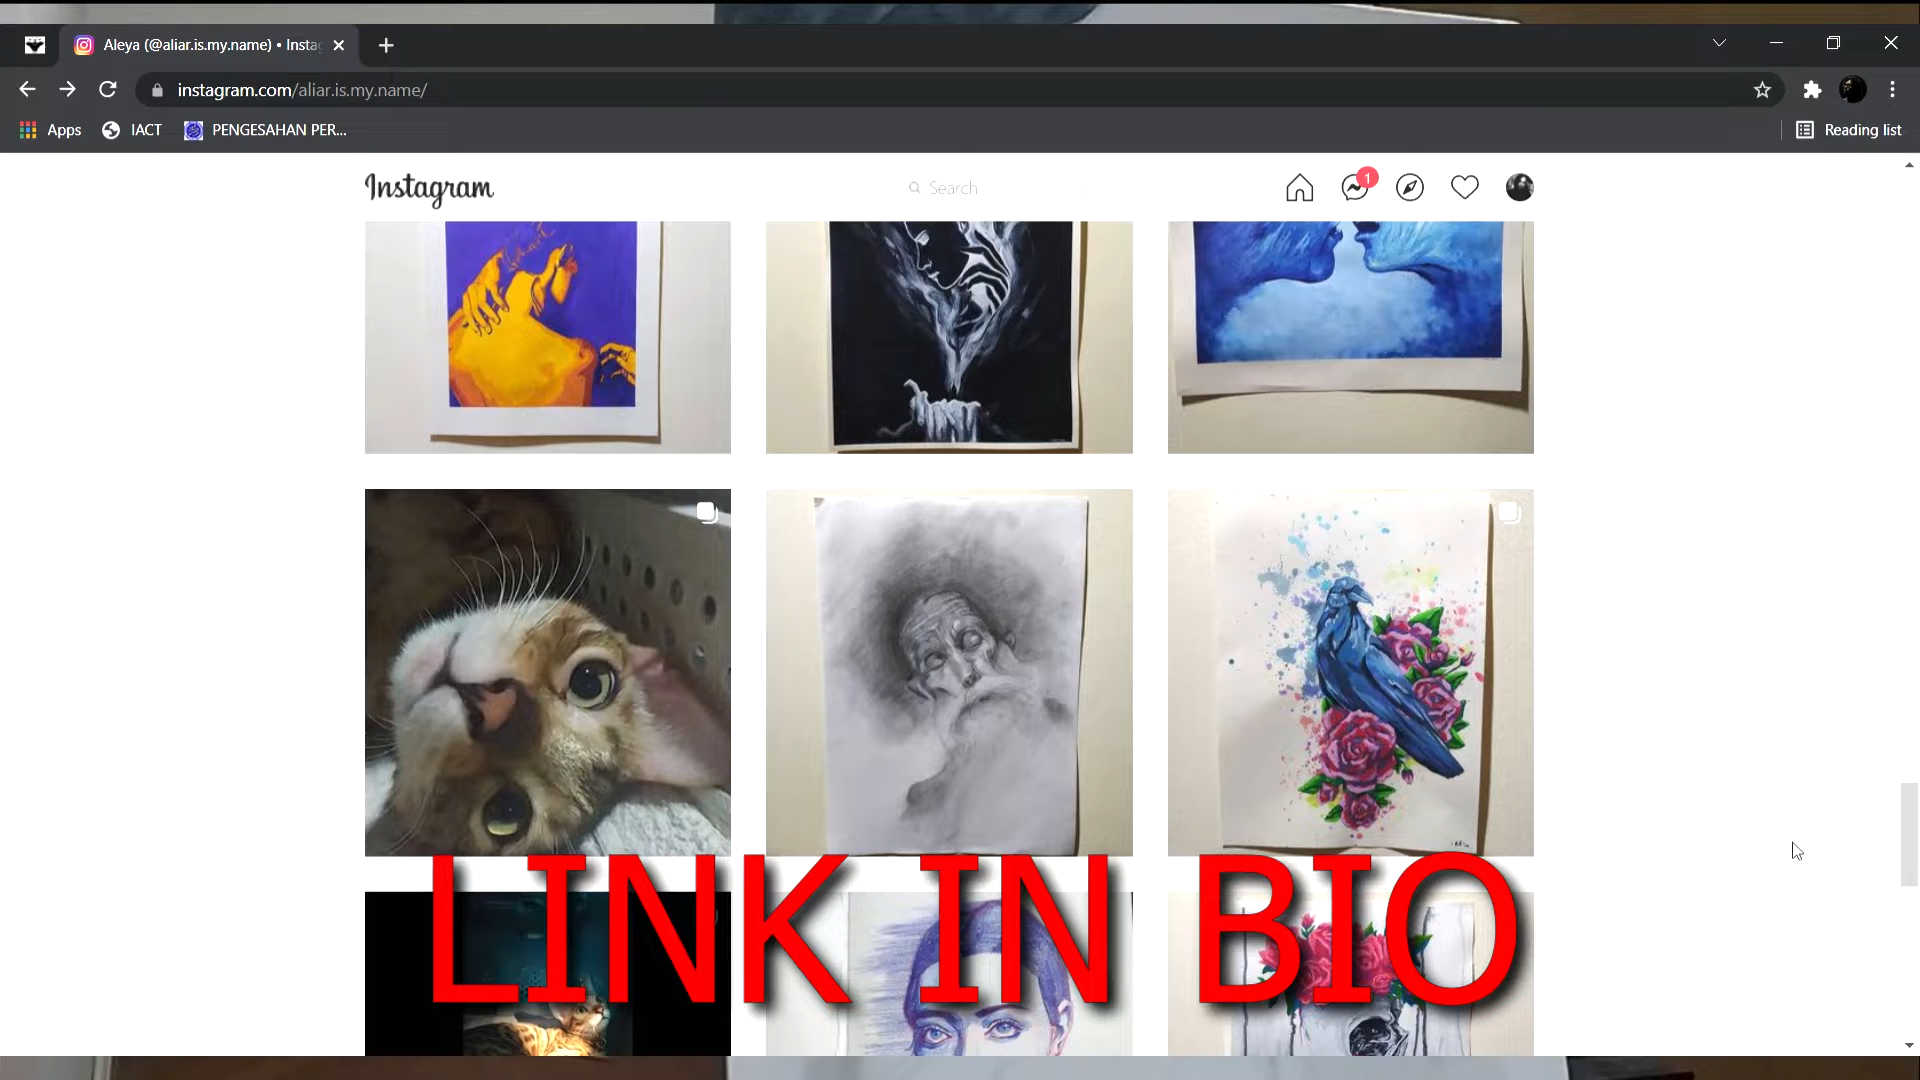 Aleya (@aliar.is.my.name) • Insta
instagram.com/aliar.is.my.name/
Apps
IACT
PENGESAHAN PER...
Reading list
Instagram
Search
1
LINK IN BIO